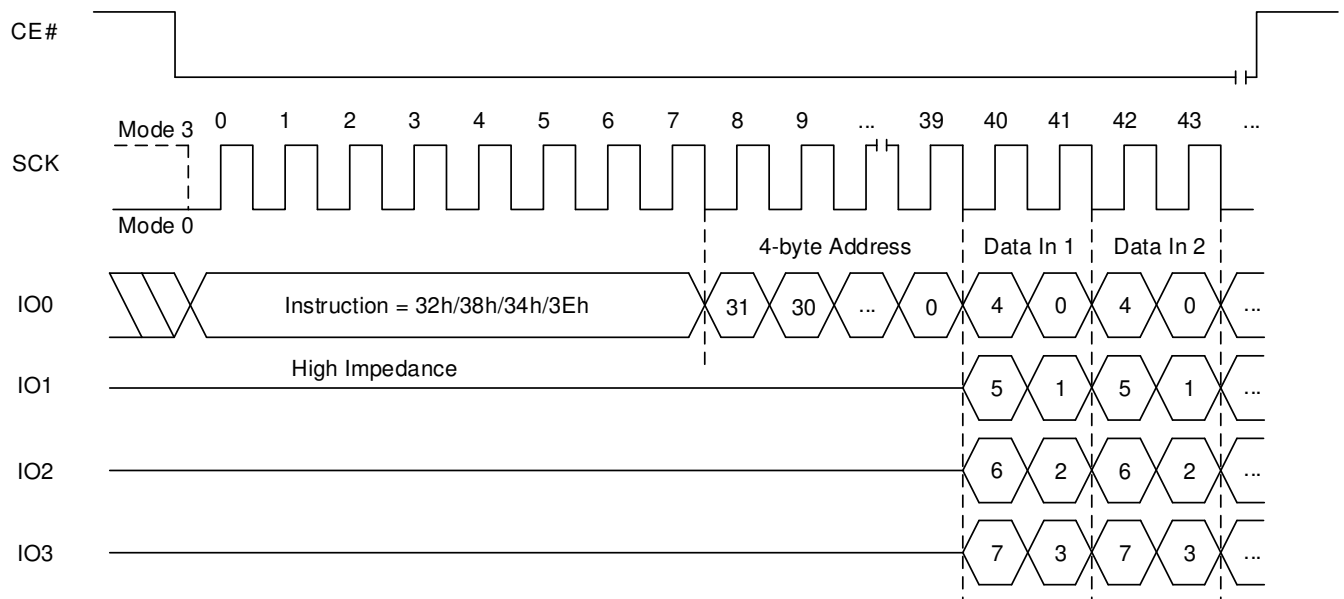 CE#
0 1 2 3 4 5 6 7 8 9 ... 39 40 41 42 43 ...
Mode 3
SCK
Mode 0
4-byte Address Data In 1 Data In 2
IO0 Instruction = 32h/38h/34h/3Eh 31 30 ... 0 4 0 4 0 ...
High Impedance
IO1 5 1 5 1 ...
IO2 6 2 6 2 ...
IO3 7 3 7 3 ...